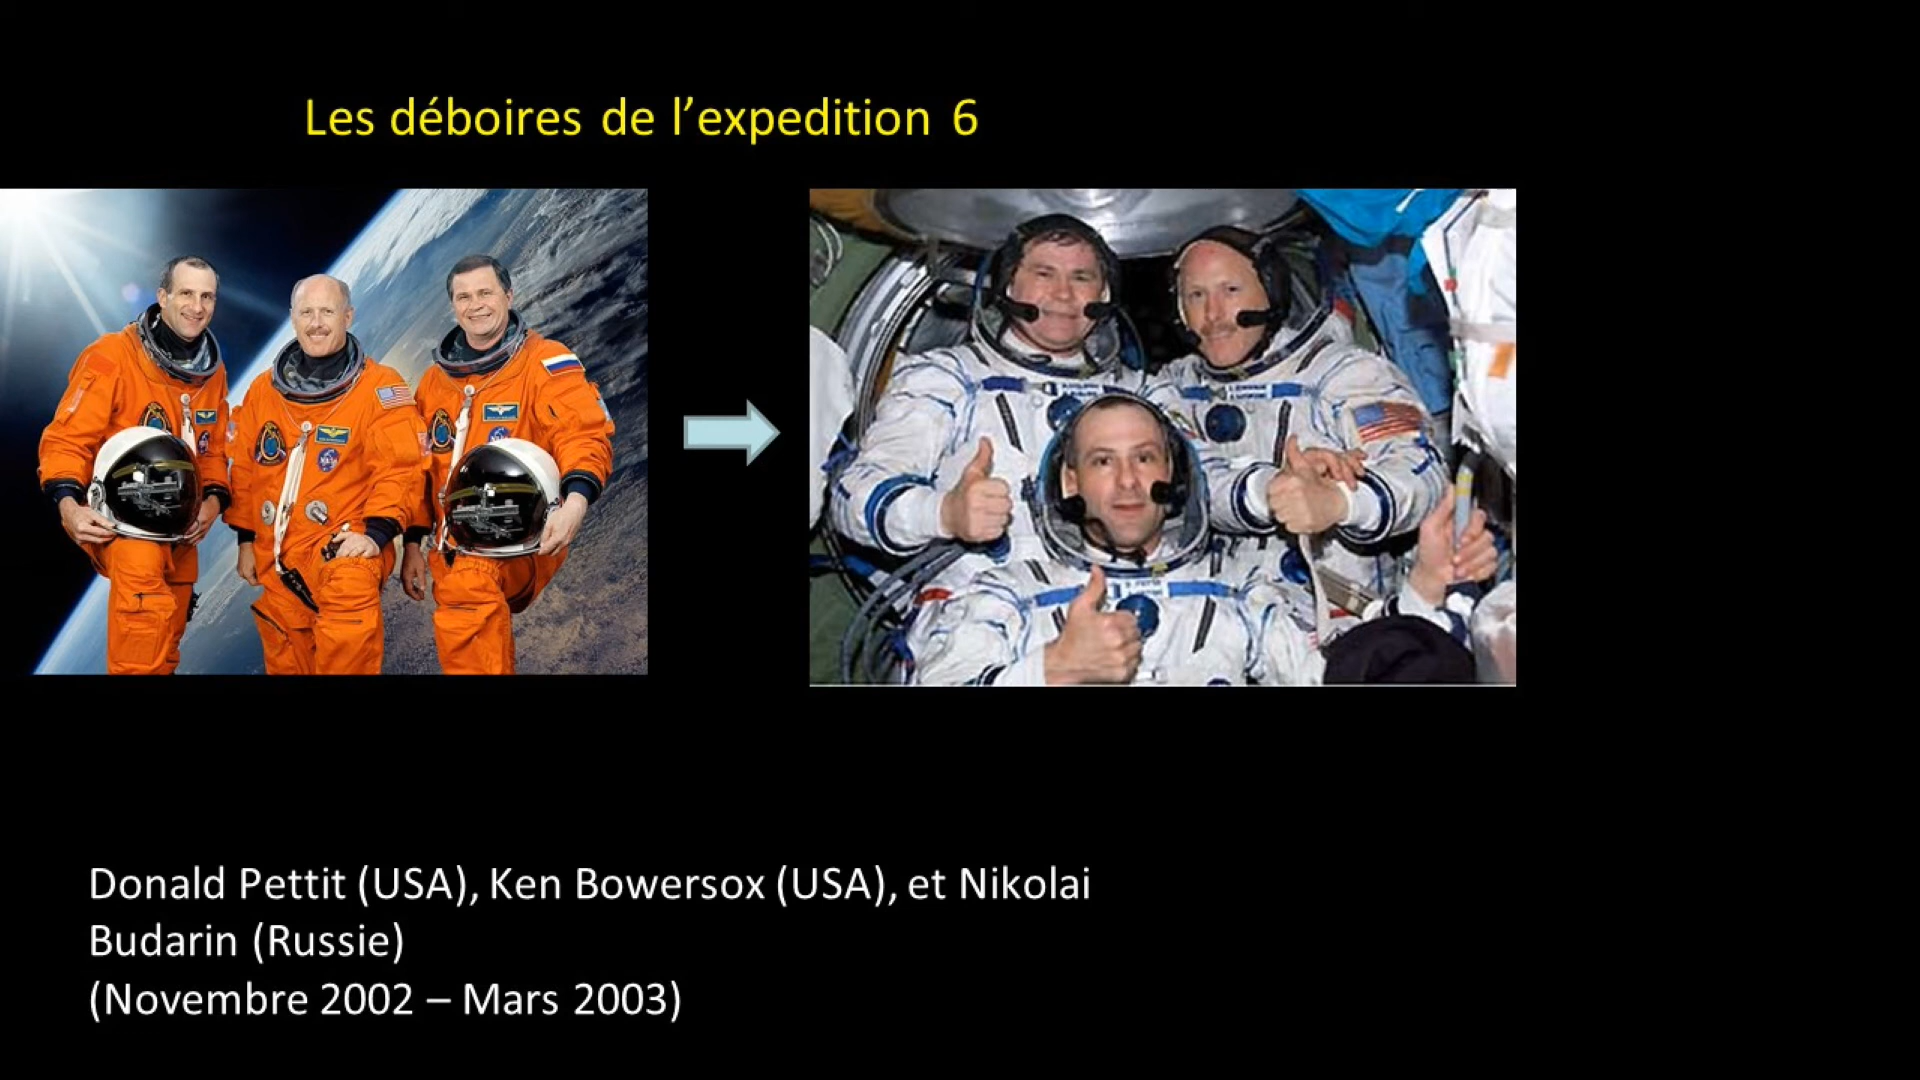 Les déboires de l’expedition 6
Donald Pettit (USA), Ken Bowersox (USA), et Nikolai
Budarin (Russie)
(Novembre 2002 – Mars 2003)